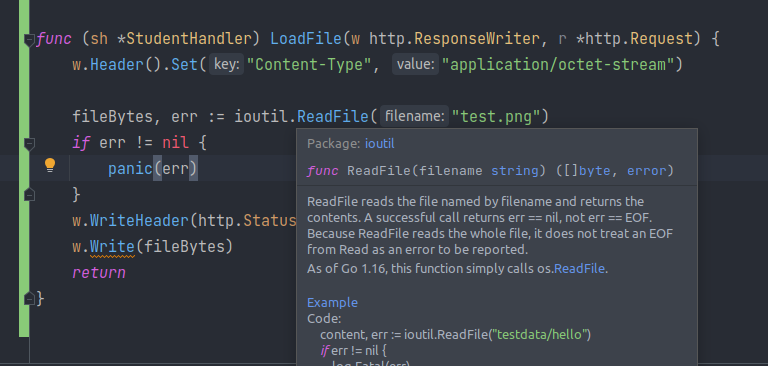 func (sh *StudentHandler) LoadFile(w http.ResponseWriter, r *http.Request) {
w.Header().Set( key: "Content-Type", value: "application/octet-stream")
fileBytes, err := ioutil.ReadFile( filename: "test.png")
if err != nil {
panic(err)
}
w.WriteHeader(http.Status
w.Write(fileBytes)
return
}
Package: ioutil
func ReadFile(filename string) ([]byte, error)
ReadFile reads the file named by filename and returns the
contents. A successful call returns err == nil, not err == EOF.
Because ReadFile reads the whole file, it does not treat an EOF
from Read as an error to be reported.
As of Go 1.16, this function simply calls os.ReadFile.
Example
Code:
content, err := ioutil.ReadFile("testdata/hello")
if err != nil {
log.Fatal(err)